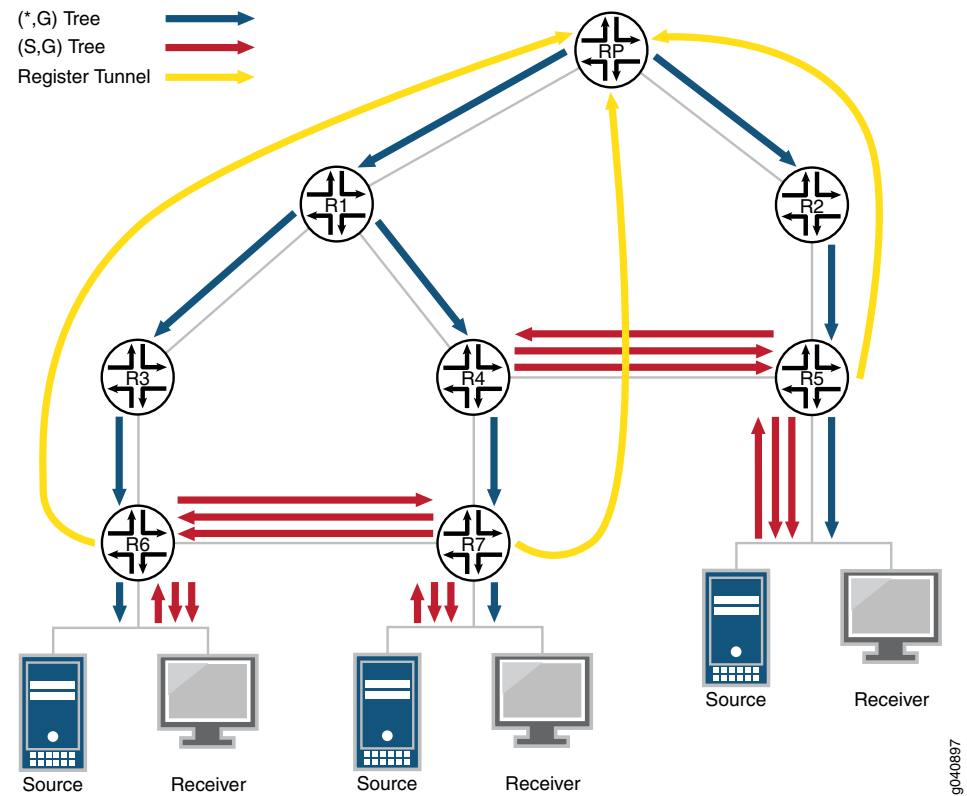 (*,G) Tree
(S,G) Tree
Register Tunnel
RP
R1
R2
R3
R4
R5
R6
R7
Source
Receiver
Source
Receiver
Source
Receiver
g040897